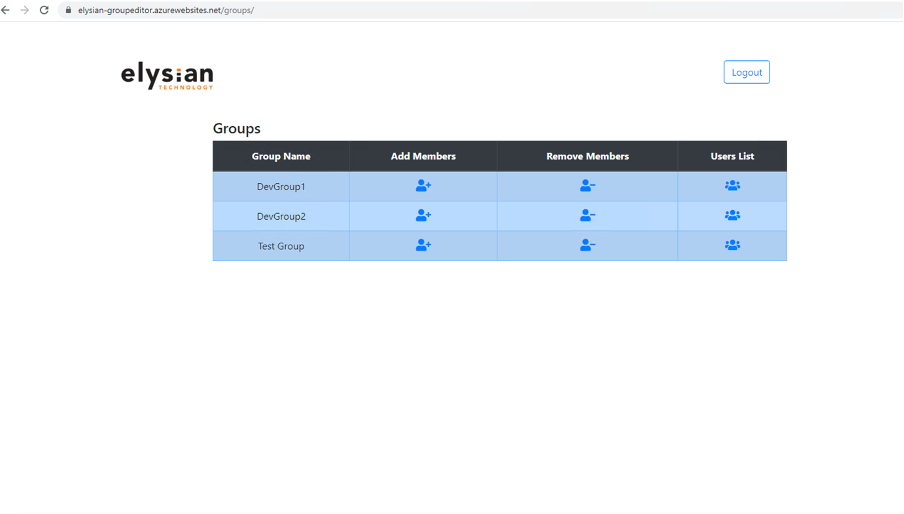 elysian-groupeditor.azurewebsites.net/groups/
elysian
TECHNOLOGY
Logout
Groups
Group Name Add Members Remove Members Users List
DevGroup1
DevGroup2
Test Group